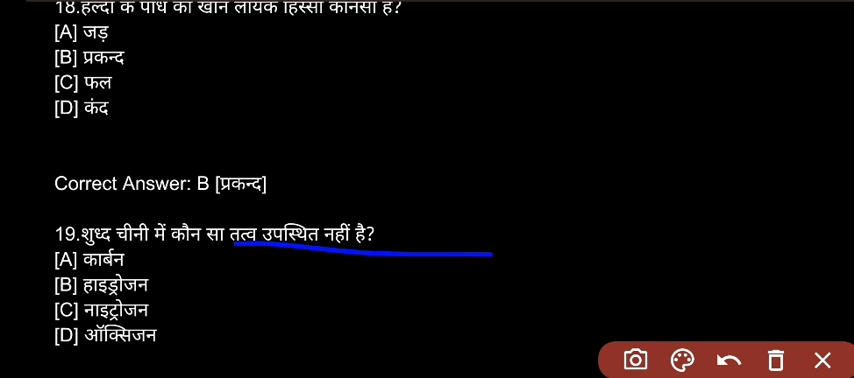 18.हल्दी के पौधे का खाने लायक हिस्सा कौनसा है?
[A] जड़
[B] प्रकन्द
[C] फल
[D] कंद
Correct Answer: B [प्रकन्द]
19.शुध्द चीनी में कौन सा तत्व उपस्थित नहीं है?
[A] कार्बन
[B] हाइड्रोजन
[C] नाइट्रोजन
[D] ऑक्सिजन